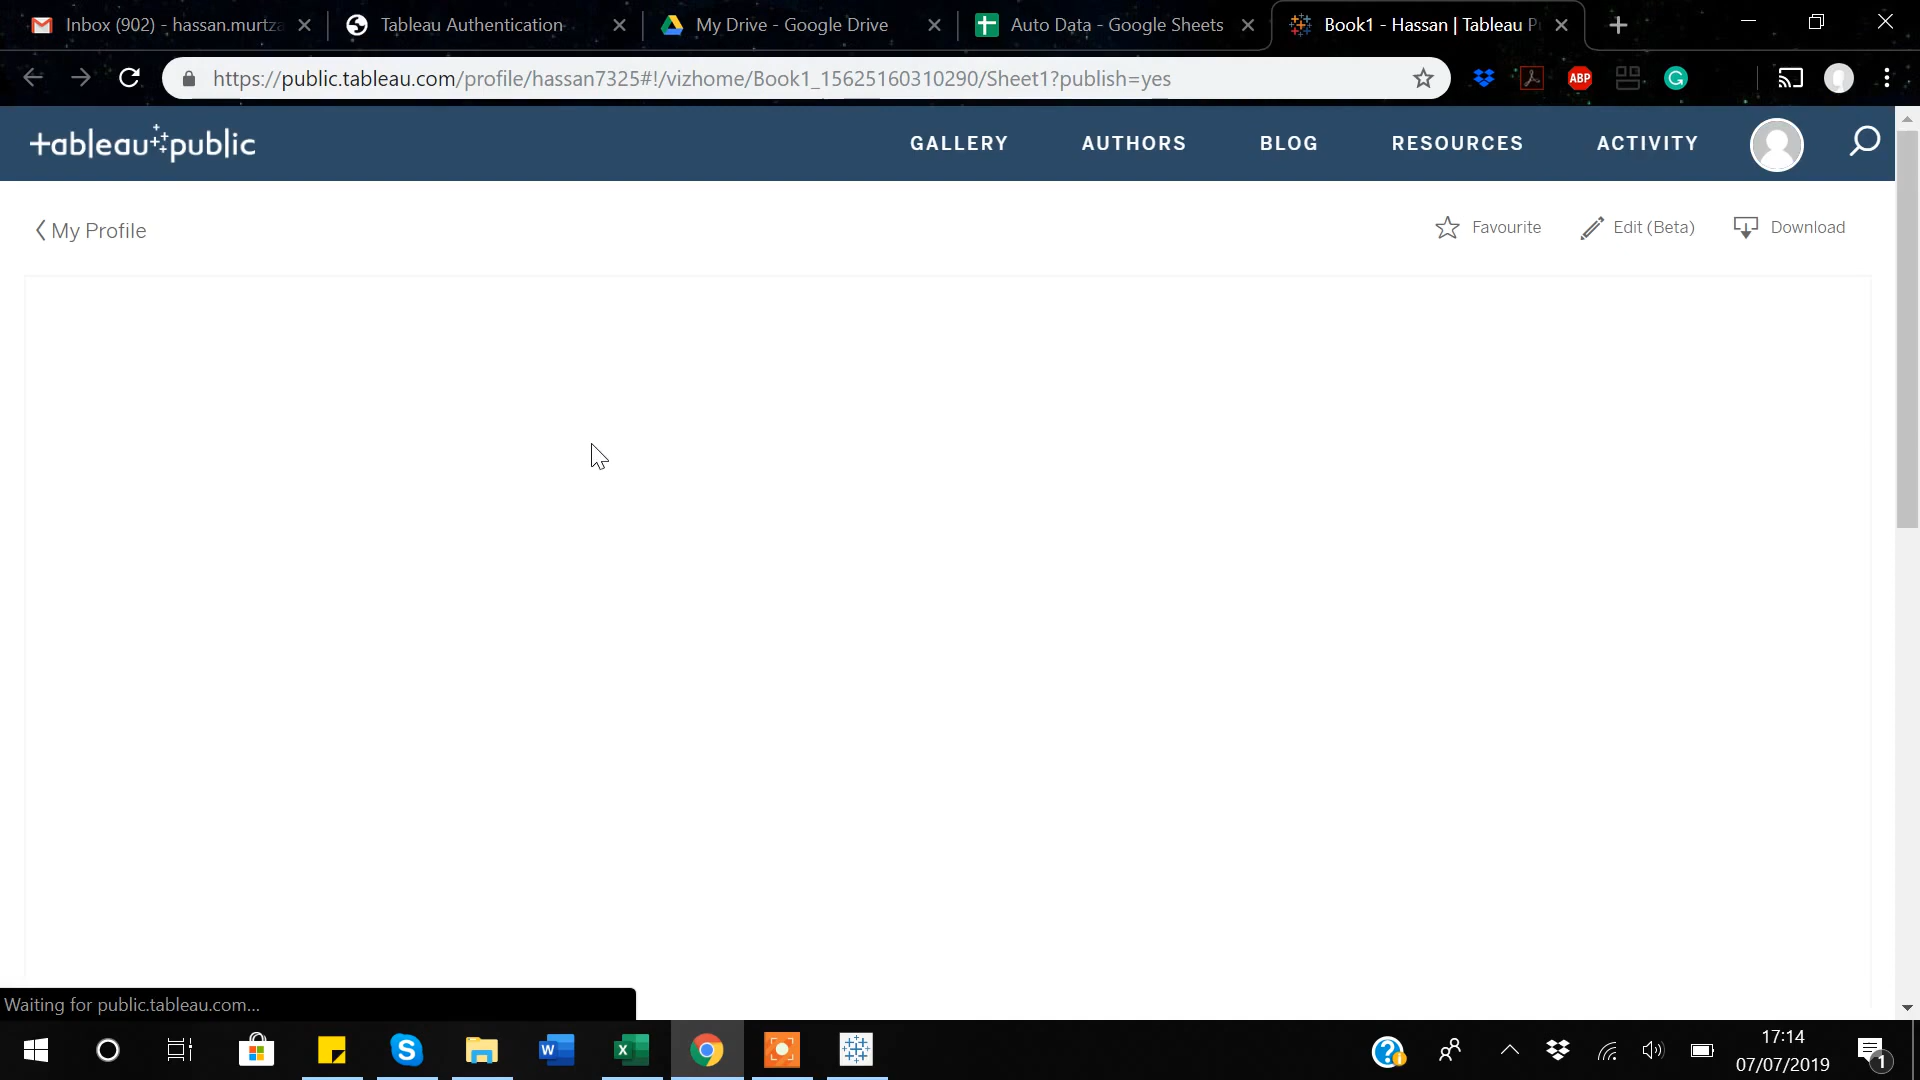 Inbox (902) - hassan.murtza
Tableau Authentication
My Drive - Google Drive
Auto Data - Google Sheets
Book1 - Hassan | Tableau P
https://public.tableau.com/profile/hassan7325#!/vizhome/Book1_15625160310290/Sheet1?publish=yes
ABP
G
+ableau public
GALLERY
AUTHORS
BLOG
RESOURCES
ACTIVITY
My Profile
Favourite
Edit (Beta)
Download
Waiting for public.tableau.com...
S
W
X
?
17:14
07/07/2019
1